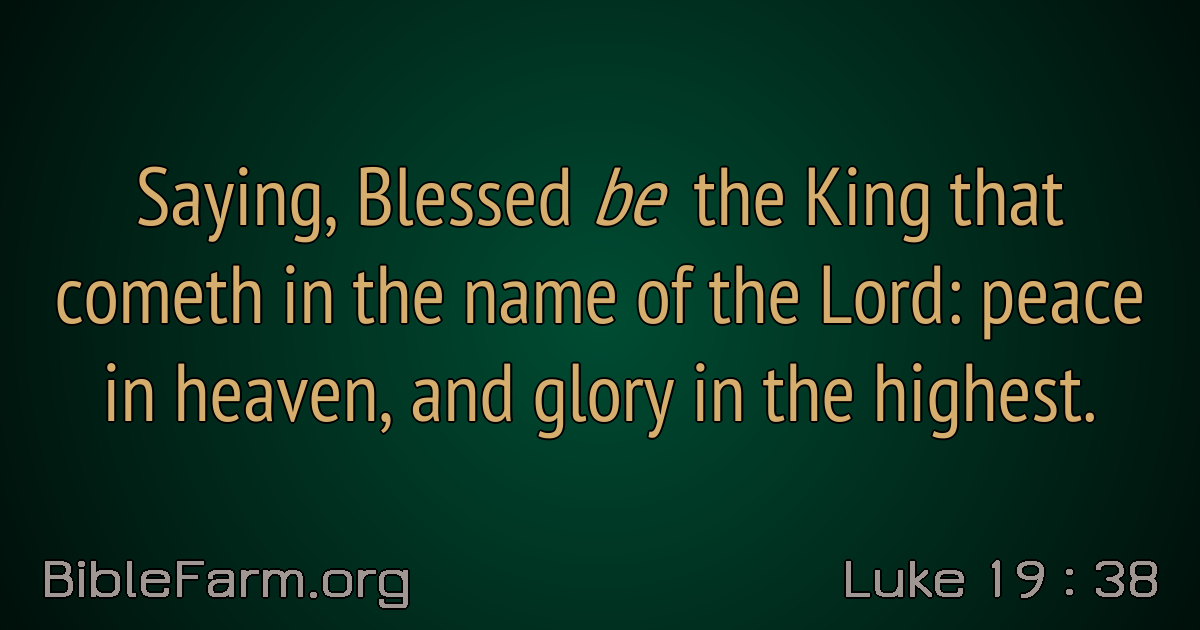 Saying, Blessed be the King that
cometh in the name of the Lord: peace
in heaven, and glory in the highest.
BibleFarm.org
Luke 19 : 38